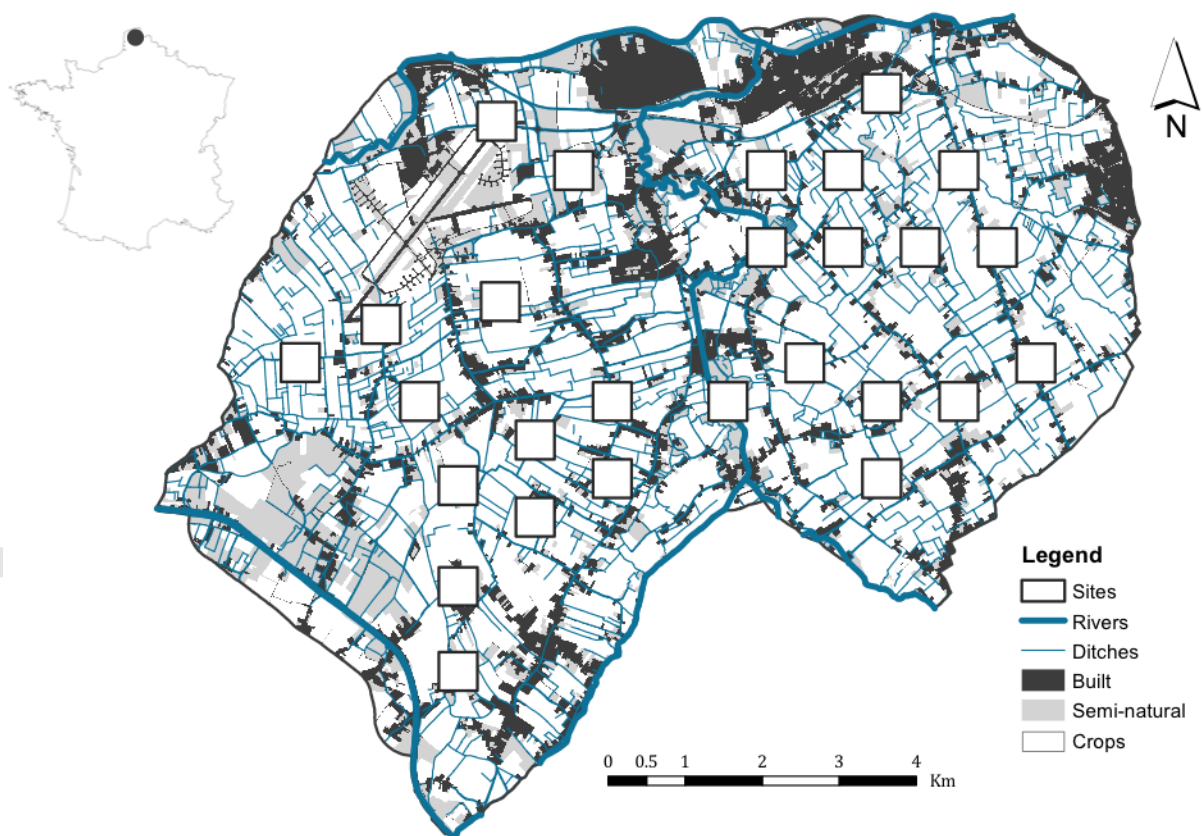 N
Legend
Sites
Rivers
Ditches
Built
Semi-natural
Crops
0 0.5 1 2 3 4
Km